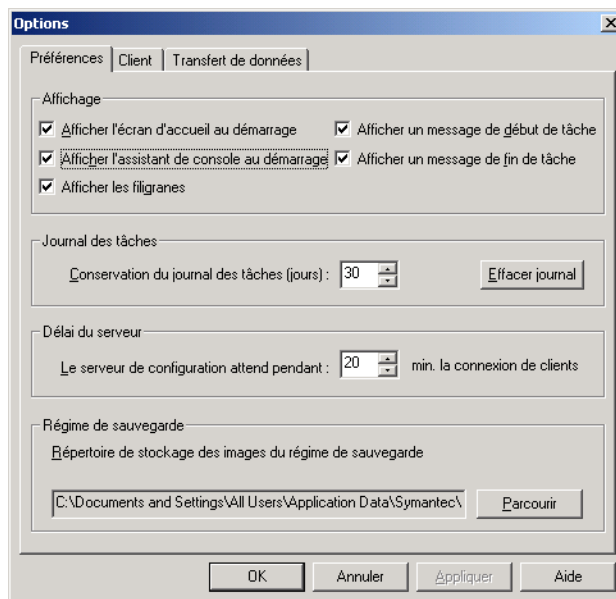 Options
Préférences Client Transfert de données
Affichage
Afficher l'écran d'accueil au démarrage
Afficher un message de début de tâche
Afficher l'assistant de console au démarrage
Afficher un message de fin de tâche
Afficher les filigranes
Journal des tâches
Conservation du journal des tâches (jours) : 30 Effacer journal
Délai du serveur
Le serveur de configuration attend pendant : 20 min. la connexion de clients
Régime de sauvegarde
Répertoire de stockage des images du régime de sauvegarde
C:\Documents and Settings\All Users\Application Data\Symantec\ Parcourir
OK Annuler Appliquer Aide